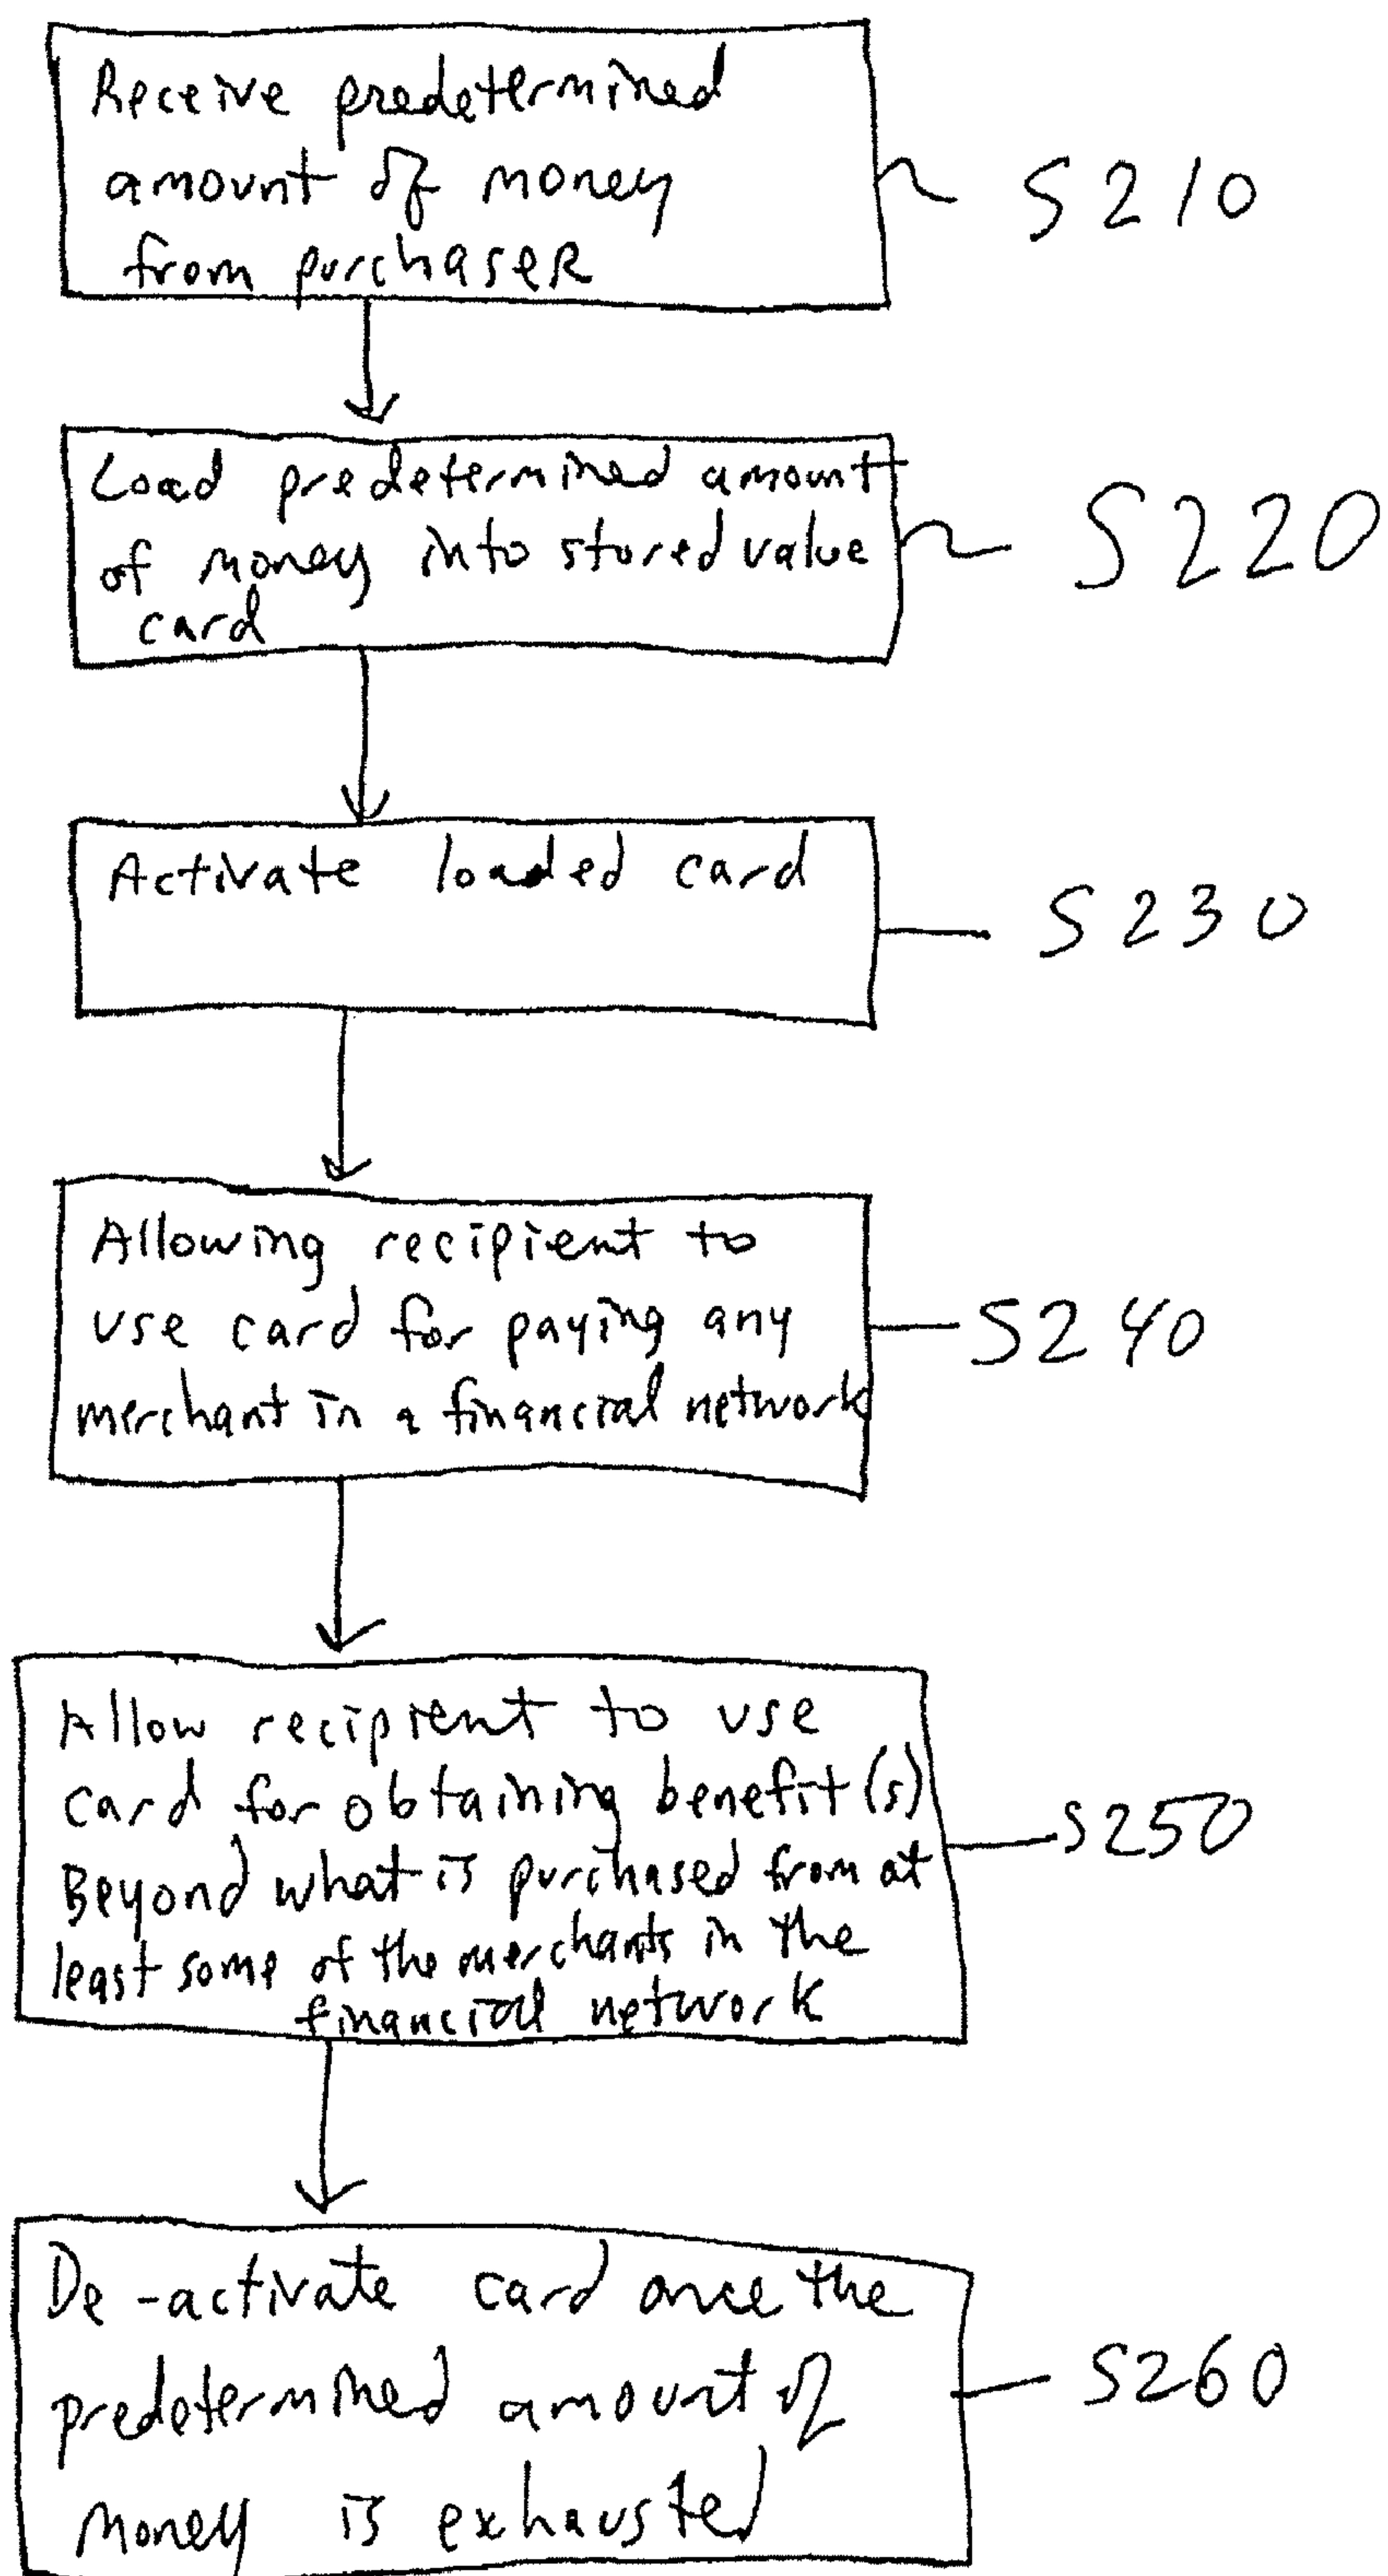 Receive predetermined
amount of money
from purchaser
S210
Load predetermined amount
of money into stored value
card
S220
Activate loaded card
S230
Allowing recipient to
use card for paying any
merchant in a financial network
S240
Allow recipient to use
card for obtaining benefit(s)
Beyond what is purchased from at
least some of the merchants in the
financial network
S250
De-activate card once the
predetermined amount of
money is exhausted
S260